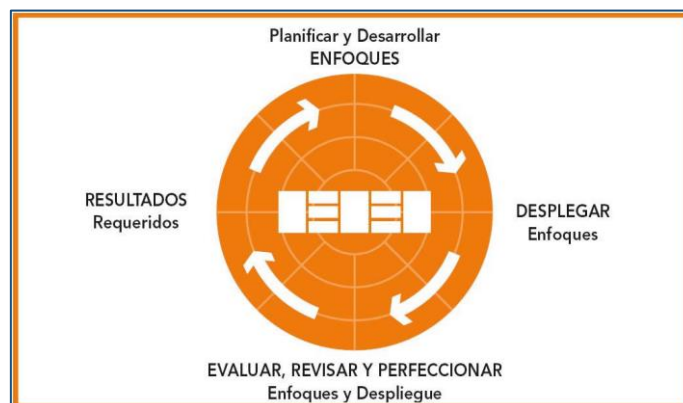 Planificar y Desarrollar
ENFOQUES
RESULTADOS
Requeridos
DESPLEGAR
Enfoques
EVALUAR, REVISAR Y PERFECCIONAR
Enfoques y Despliegue